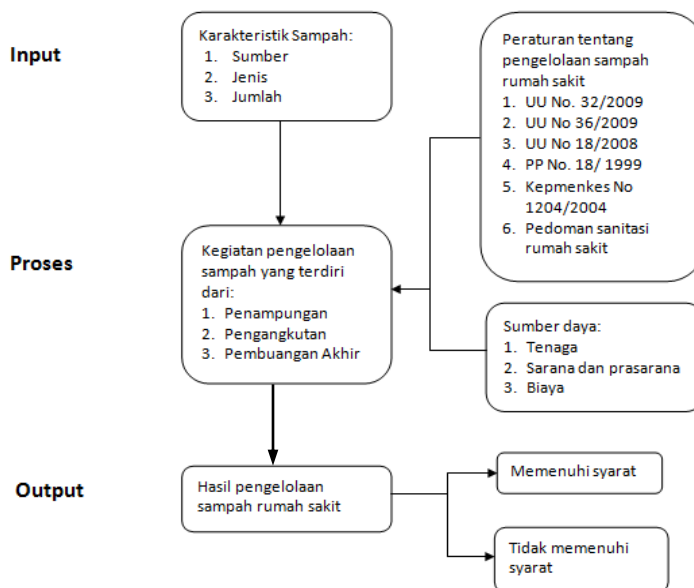 Input
Karakteristik Sampah:
1. Sumber
2. Jenis
3. Jumlah
Peraturan tentang
pengelolaan sampah
rumah sakit
1. UU No. 32/2009
2. UU No 36/2009
3. UU No 18/2008
4. PP No. 18/ 1999
5. Kepmenkes No
1204/2004
6. Pedoman sanitasi
rumah sakit
Proses
Kegiatan pengelolaan
sampah yang terdiri
dari:
1. Penampungan
2. Pengangkutan
3. Pembuangan Akhir
Sumber daya:
1. Tenaga
2. Sarana dan prasarana
3. Biaya
Output
Hasil pengelolaan
sampah rumah sakit
Memenuhi syarat
Tidak memenuhi
syarat